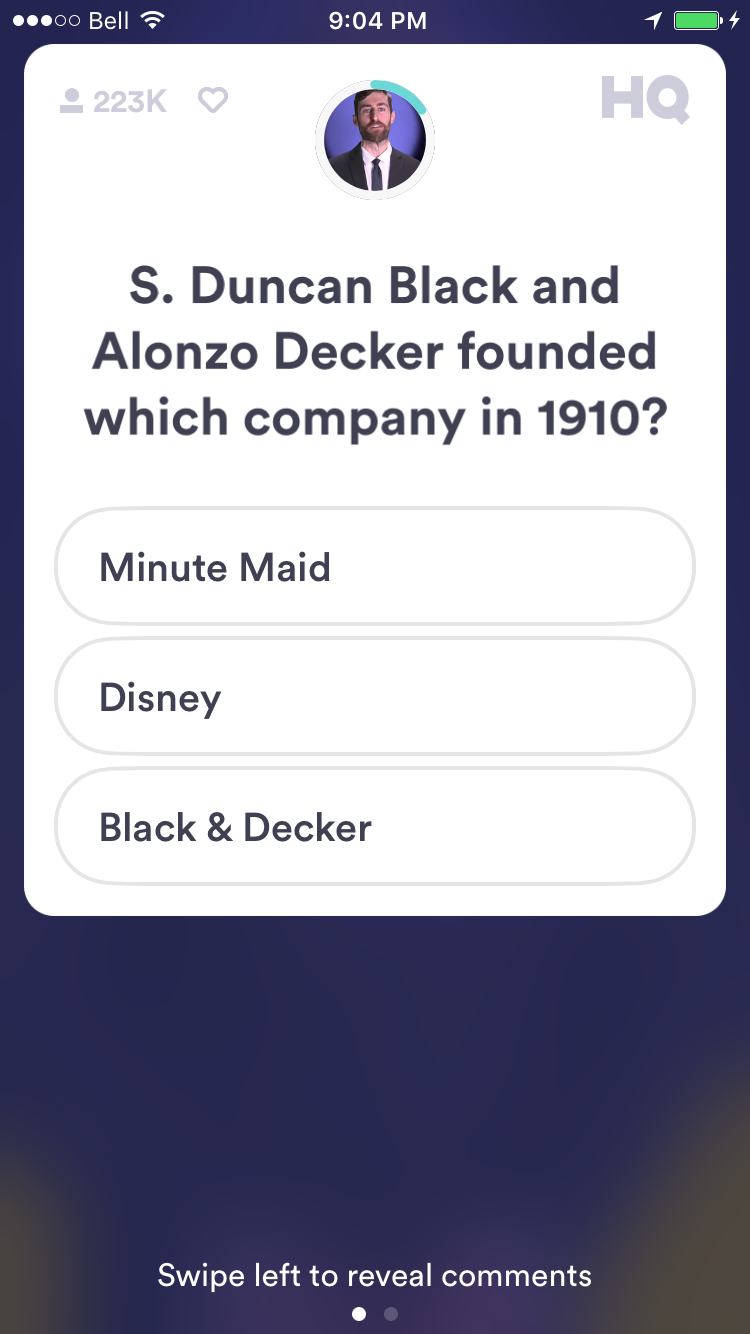 Bell 9:04 PM
223K HQ
S. Duncan Black and
Alonzo Decker founded
which company in 1910?
Minute Maid
Disney
Black & Decker
Swipe left to reveal comments